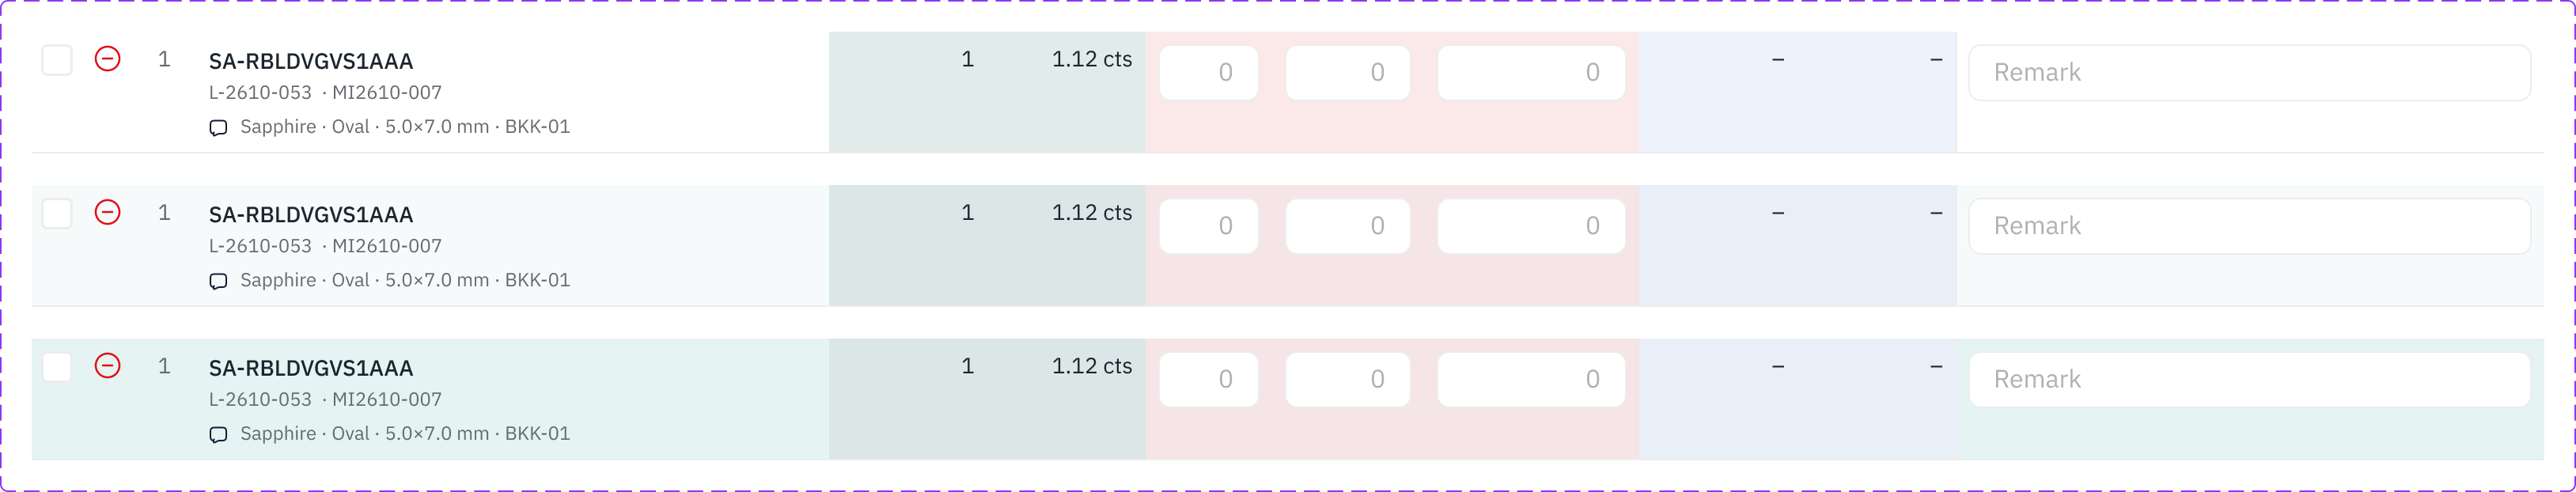 1 SA-RBLDVGVS1AAA 1 1.12 cts 0 0 0 – – Remark
L-2610-053 · MI2610-007
Sapphire · Oval · 5.0×7.0 mm · BKK-01
1 SA-RBLDVGVS1AAA 1 1.12 cts 0 0 0 – – Remark
L-2610-053 · MI2610-007
Sapphire · Oval · 5.0×7.0 mm · BKK-01
1 SA-RBLDVGVS1AAA 1 1.12 cts 0 0 0 – – Remark
L-2610-053 · MI2610-007
Sapphire · Oval · 5.0×7.0 mm · BKK-01